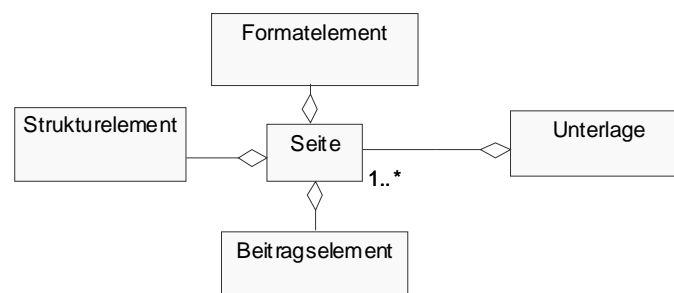 Formatelement
Strukturelement
Seite
Unterlage
1..*
Beitragselement